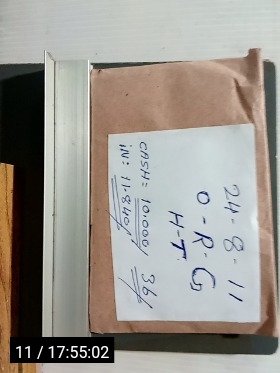 24-8-11
O-R-G
H-T.
CASH = 10.000/ 36/
iN: 11-840/
11 / 17:55:02